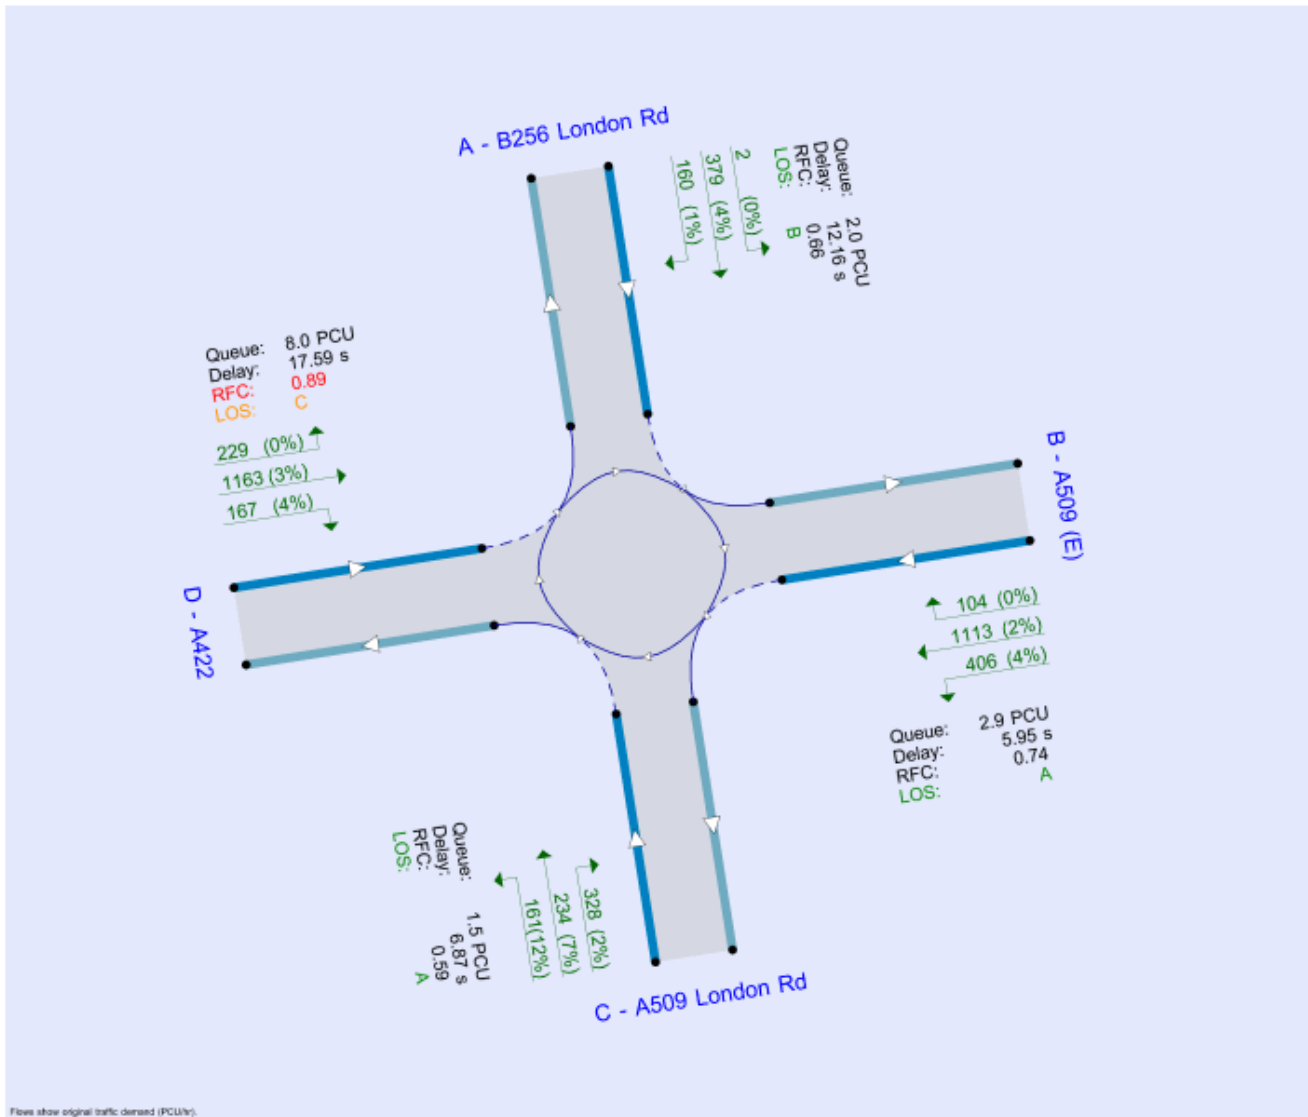 A - B256 London Rd
Queue: 2.0 PCU
Delay: 12.16 s
RFC: 0.66
LOS: B
2 (0%)
379 (4%)
160 (1%)
Queue: 8.0 PCU
Delay: 17.59 s
RFC: 0.89
LOS: C
229 (0%)
1163 (3%)
167 (4%)
B - A509 (E)
D - A422
104 (0%)
1113 (2%)
406 (4%)
Queue: 2.9 PCU
Delay: 5.95 s
RFC: 0.74
LOS: A
Queue: 1.5 PCU
Delay: 6.87 s
RFC: 0.59
LOS: A
328 (2%)
234 (7%)
161(12%)
C - A509 London Rd
Flows show original traffic demand (PCU/hr).